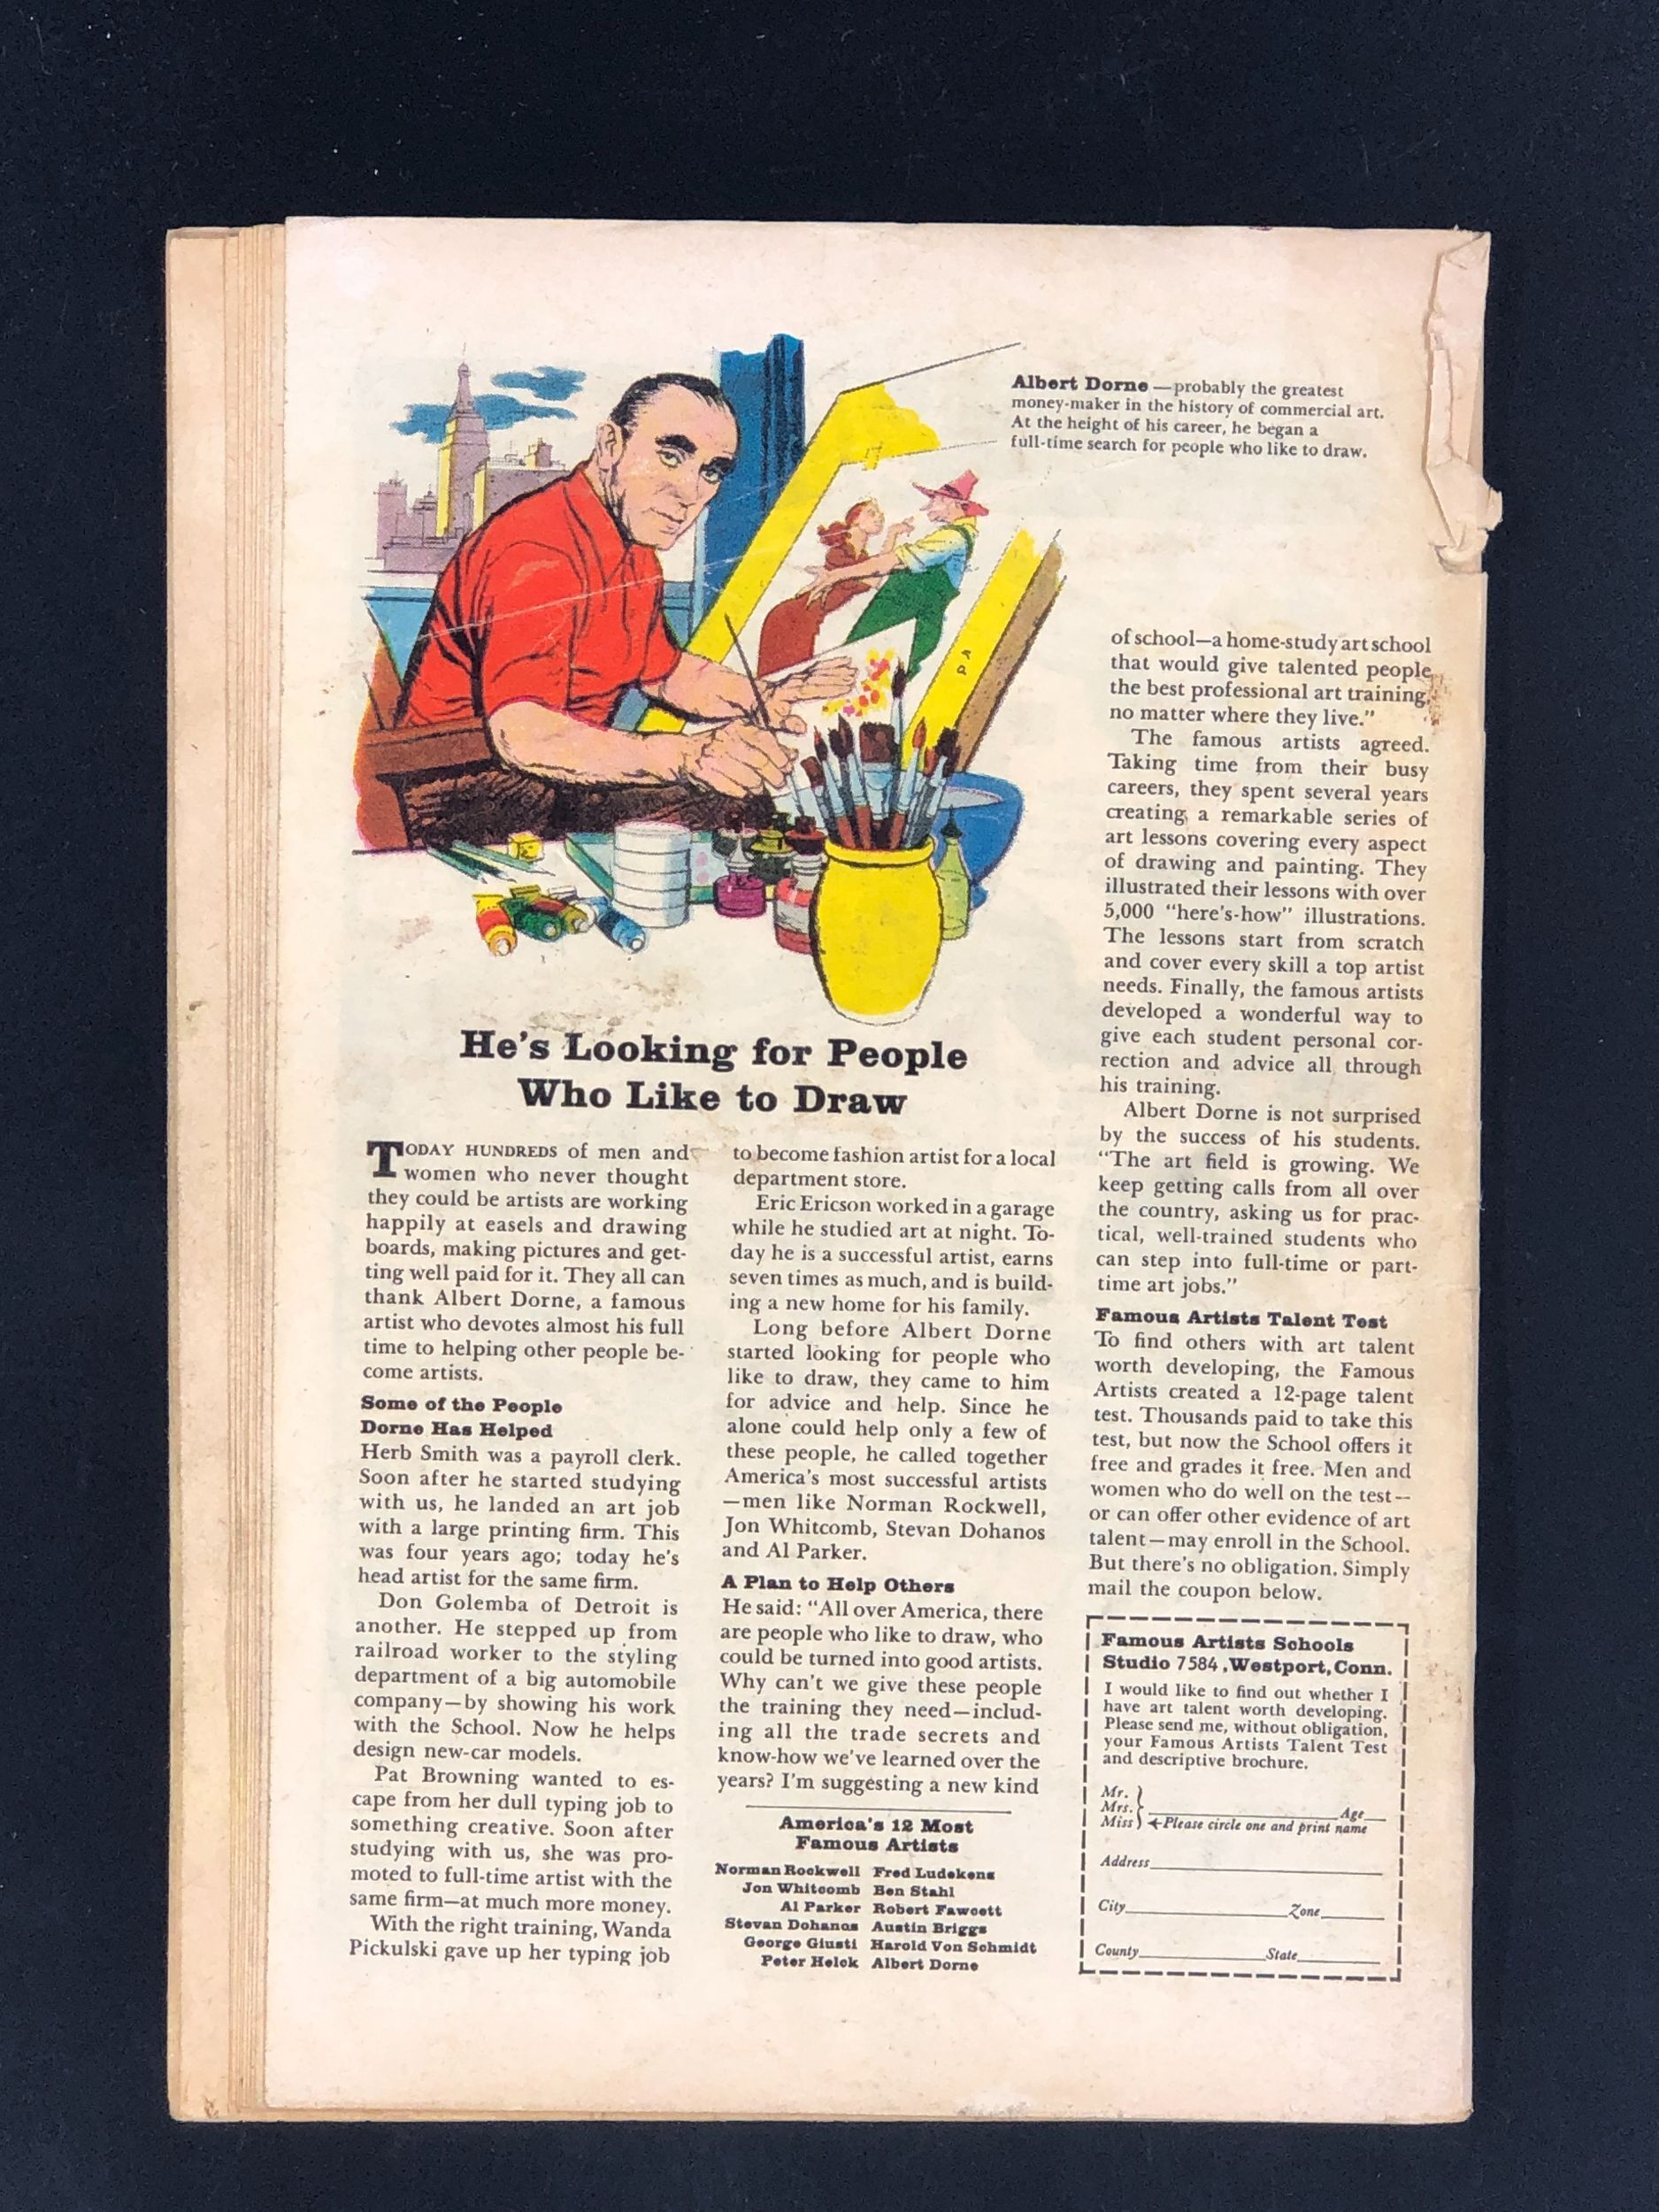 Albert Dorne — probably the greatest
money-maker in the history of commercial art.
At the height of his career, he began a
full-time search for people who like to draw.
He's Looking for People
Who Like to Draw
TODAY HUNDREDS of men and
women who never thought
they could be artists are working
happily at easels and drawing
boards, making pictures and get-
ting well paid for it. They all can
thank Albert Dorne, a famous
artist who devotes almost his full
time to helping other people be-
come artists.
Some of the People
Dorne Has Helped
Herb Smith was a payroll clerk.
Soon after he started studying
with us, he landed an art job
with a large printing firm. This
was four years ago; today he's
head artist for the same firm.
Don Golemba of Detroit is
another. He stepped up from
railroad worker to the styling
department of a big automobile
company—by showing his work
with the School. Now he helps
design new-car models.
Pat Browning wanted to es-
cape from her dull typing job to
something creative. Soon after
studying with us, she was pro-
moted to full-time artist with the
same firm—at much more money.
With the right training, Wanda
Pickulski gave up her typing job
to become fashion artist for a local
department store.
Eric Ericson worked in a garage
while he studied art at night. To-
day he is a successful artist, earns
seven times as much, and is build-
ing a new home for his family.
Long before Albert Dorne
started looking for people who
like to draw, they came to him
for advice and help. Since he
alone could help only a few of
these people, he called together
America's most successful artists
—men like Norman Rockwell,
Jon Whitcomb, Stevan Dohanos
and Al Parker.
A Plan to Help Others
He said: "All over America, there
are people who like to draw, who
could be turned into good artists.
Why can't we give these people
the training they need—includ-
ing all the trade secrets and
know-how we've learned over the
years? I'm suggesting a new kind
America's 12 Most
Famous Artists
Norman Rockwell Fred Ludekens
Jon Whitcomb Ben Stahl
Al Parker Robert Fawcett
Stevan Dohanos Austin Briggs
George Giusti Harold Von Schmidt
Peter Helck Albert Dorne
of school—a home-study art school
that would give talented people
the best professional art training,
no matter where they live."
The famous artists agreed.
Taking time from their busy
careers, they spent several years
creating a remarkable series of
art lessons covering every aspect
of drawing and painting. They
illustrated their lessons with over
5,000 "here's-how" illustrations.
The lessons start from scratch
and cover every skill a top artist
needs. Finally, the famous artists
developed a wonderful way to
give each student personal cor-
rection and advice all through
his training.
Albert Dorne is not surprised
by the success of his students.
"The art field is growing. We
keep getting calls from all over
the country, asking us for prac-
tical, well-trained students who
can step into full-time or part-
time art jobs."
Famous Artists Talent Test
To find others with art talent
worth developing, the Famous
Artists created a 12-page talent
test. Thousands paid to take this
test, but now the School offers it
free and grades it free. Men and
women who do well on the test—
or can offer other evidence of art
talent—may enroll in the School.
But there's no obligation. Simply
mail the coupon below.
Famous Artists Schools
Studio 7584, Westport, Conn.
I would like to find out whether I
have art talent worth developing.
Please send me, without obligation,
your Famous Artists Talent Test
and descriptive brochure.
Mr.
Mrs. Age
Miss Please circle one and print name
Address
City Zone
County State